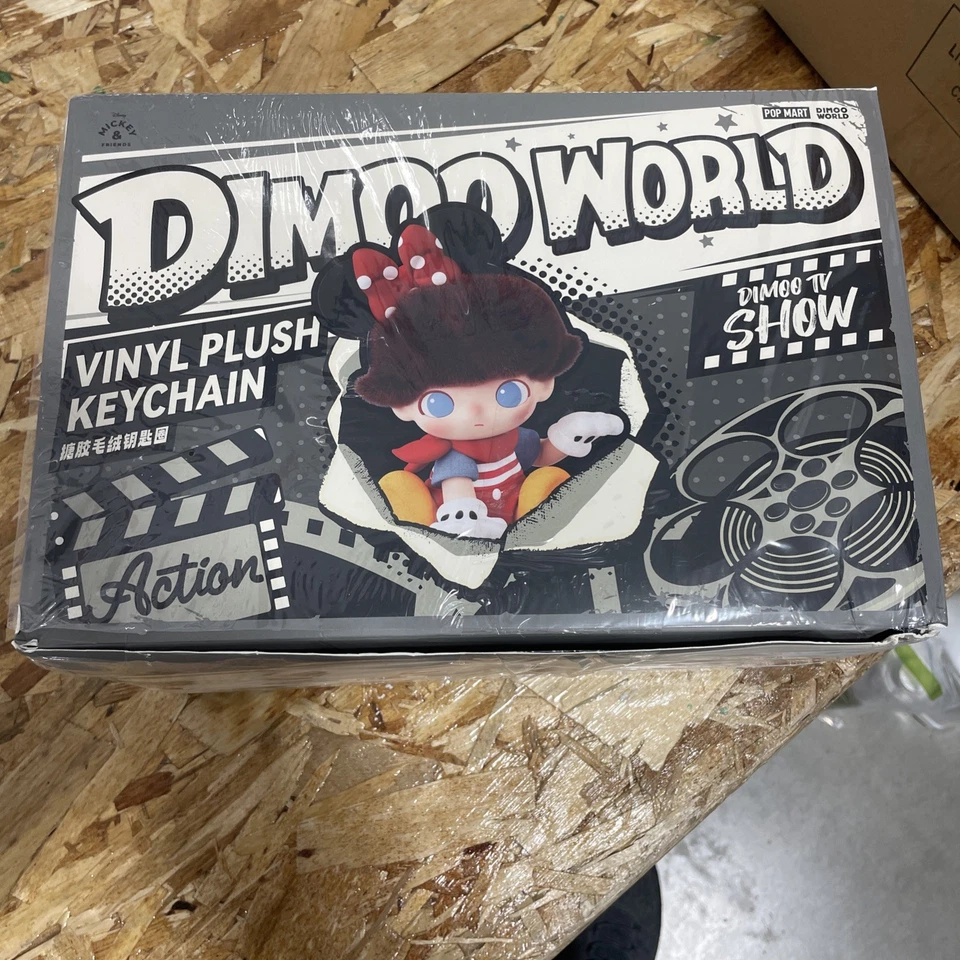 Disney
MICKEY
&
FRIENDS
POP MART
DIMOO
WORLD
DIMOO WORLD
DIMOO TV
SHOW
VINYL PLUSH
KEYCHAIN
搪胶毛绒钥匙圈
Action